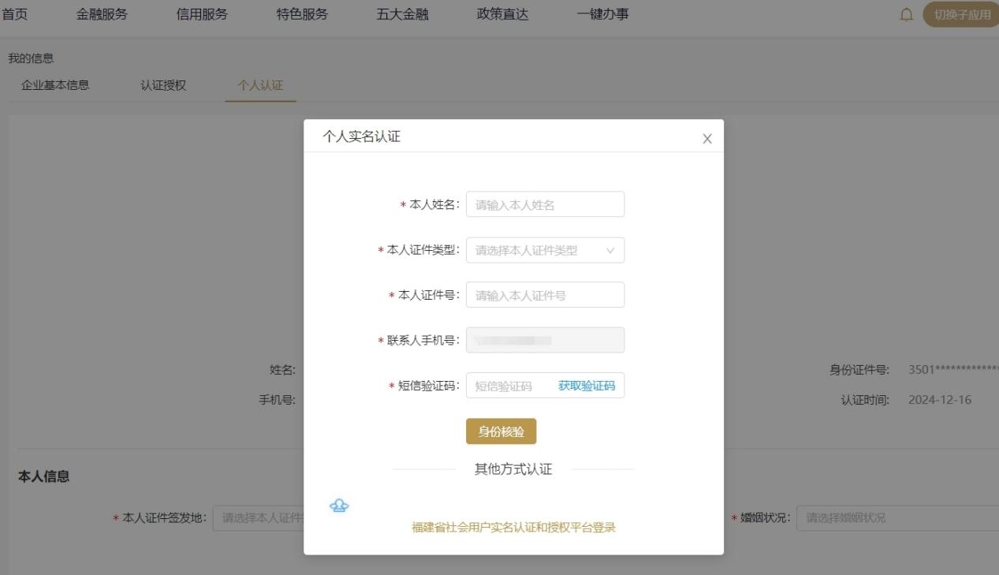 首页 金融服务 信用服务 特色服务 五大金融 政策直达 一键办事 切换子应用
我的信息
企业基本信息 认证授权 个人认证
个人实名认证 X
* 本人姓名: 请输入本人姓名
* 本人证件类型: 请选择本人证件类型
* 本人证件号: 请输入本人证件号
* 联系人手机号:
姓名: 身份证件号: 3501*************
* 短信验证码: 短信验证码 获取验证码
手机号: 认证时间: 2024-12-16
身份核验
其他方式认证
本人信息
* 本人证件签发地: 请选择本人证件 * 婚姻状况: 请选择婚姻状况
福建省社会用户实名认证和授权平台登录